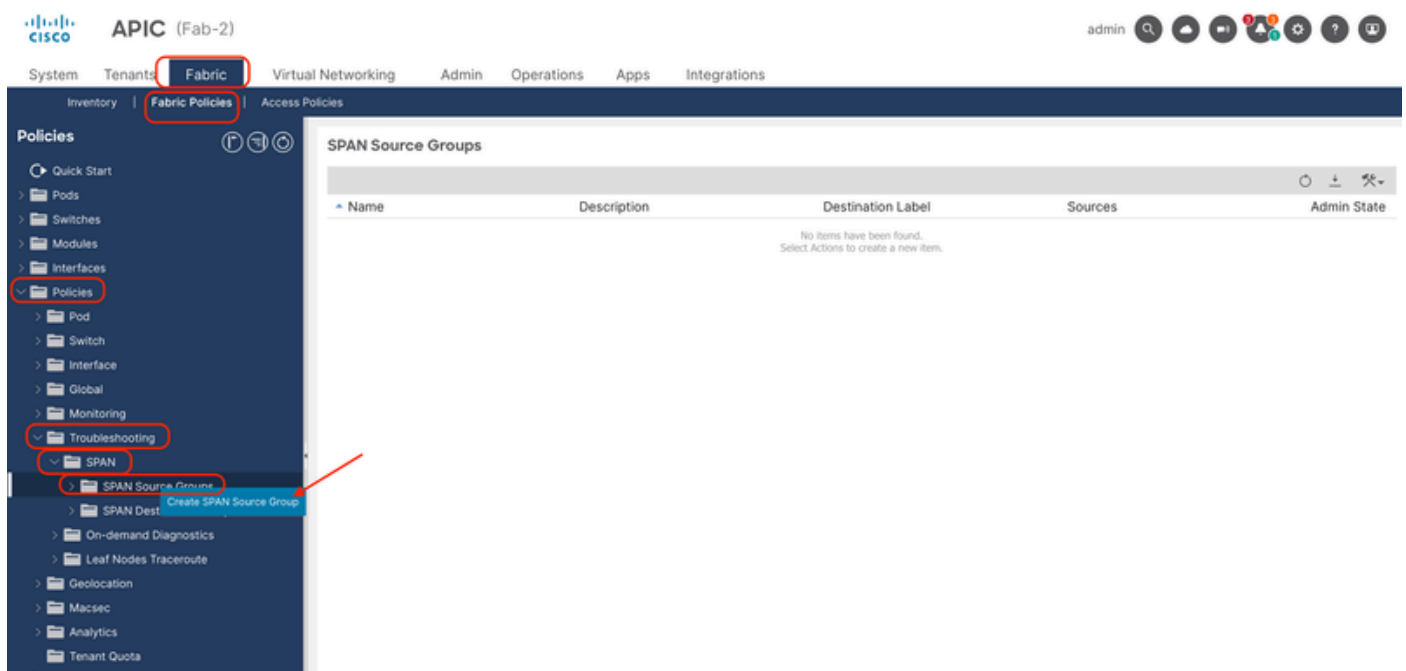 CISCO
APIC (Fab-2)
admin
System Tenants Fabric Virtual Networking Admin Operations Apps Integrations
Inventory | Fabric Policies | Access Policies
Policies
Quick Start
Pods
Switches
Modules
Interfaces
Policies
Pod
Switch
Interface
Global
Monitoring
Troubleshooting
SPAN
SPAN Source Groups
Create SPAN Source Group
SPAN Dest
On-demand Diagnostics
Leaf Nodes Traceroute
Geolocation
Macsec
Analytics
Tenant Quota
SPAN Source Groups
Name Description Destination Label Sources Admin State
No items have been found.
Select Actions to create a new item.